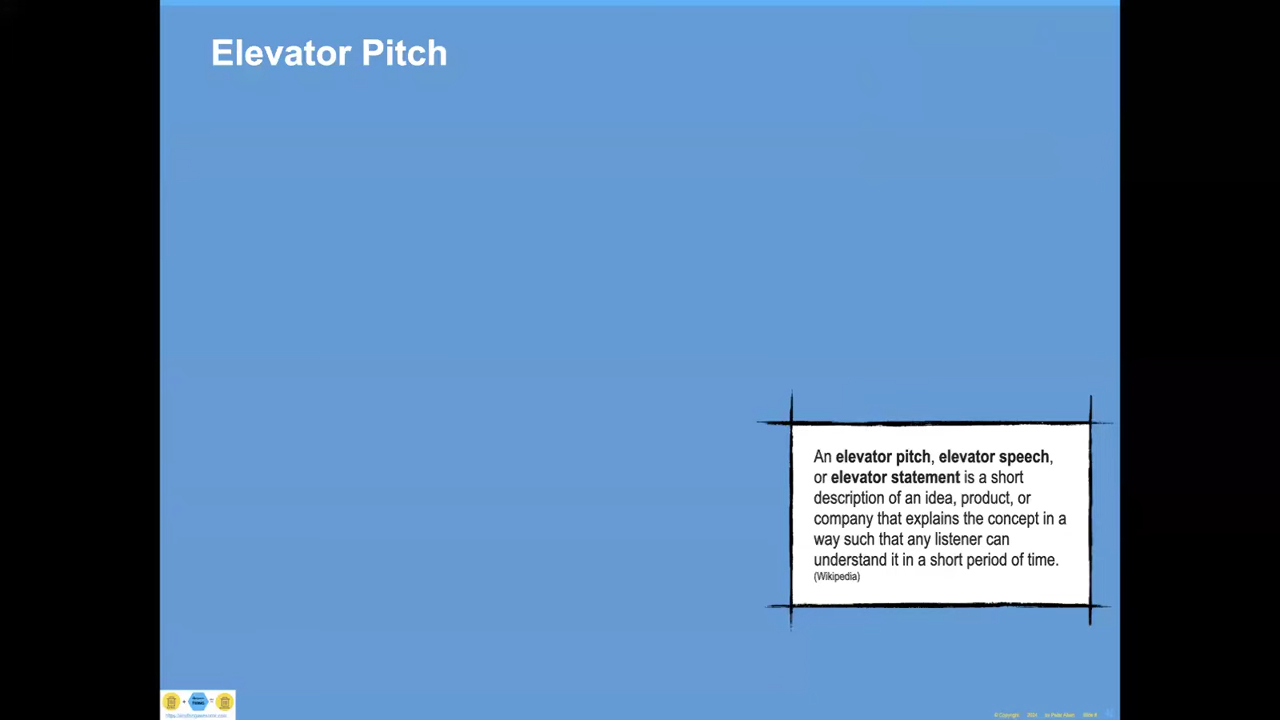 Elevator Pitch
An elevator pitch, elevator speech,
or elevator statement is a short
description of an idea, product, or
company that explains the concept in a
way such that any listener can
understand it in a short period of time.
(Wikipedia)
© Copyright